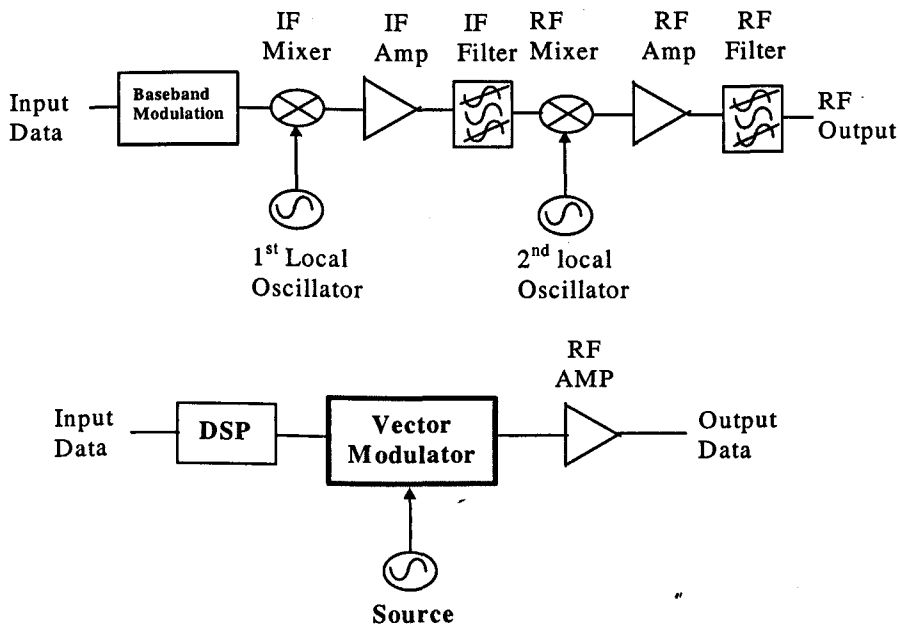 IF Mixer
IF Amp
IF Filter
RF Mixer
RF Amp
RF Filter
Input Data
Baseband Modulation
RF Output
1st Local Oscillator
2nd local Oscillator
RF AMP
Input Data
DSP
Vector Modulator
Output Data
Source